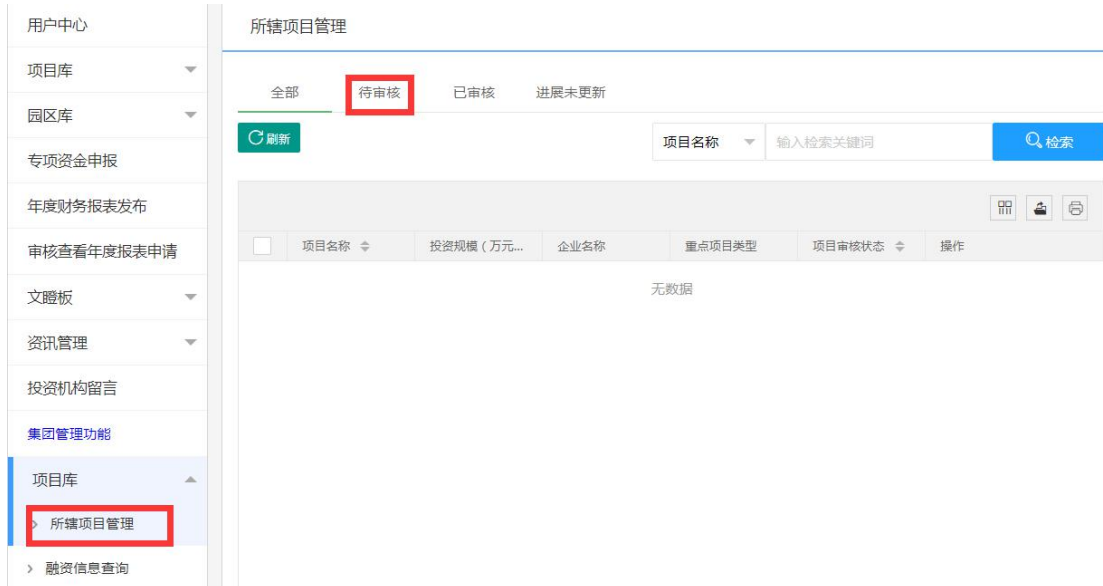 用户中心
项目库
园区库
专项资金申报
年度财务报表发布
审核查看年度报表申请
文瞪板
资讯管理
投资机构留言
集团管理功能
项目库
所辖项目管理
融资信息查询
所辖项目管理
全部 待审核 已审核 进展未更新
刷新 项目名称 输入检索关键词 检索
项目名称 投资规模（万元... 企业名称 重点项目类型 项目审核状态 操作
无数据